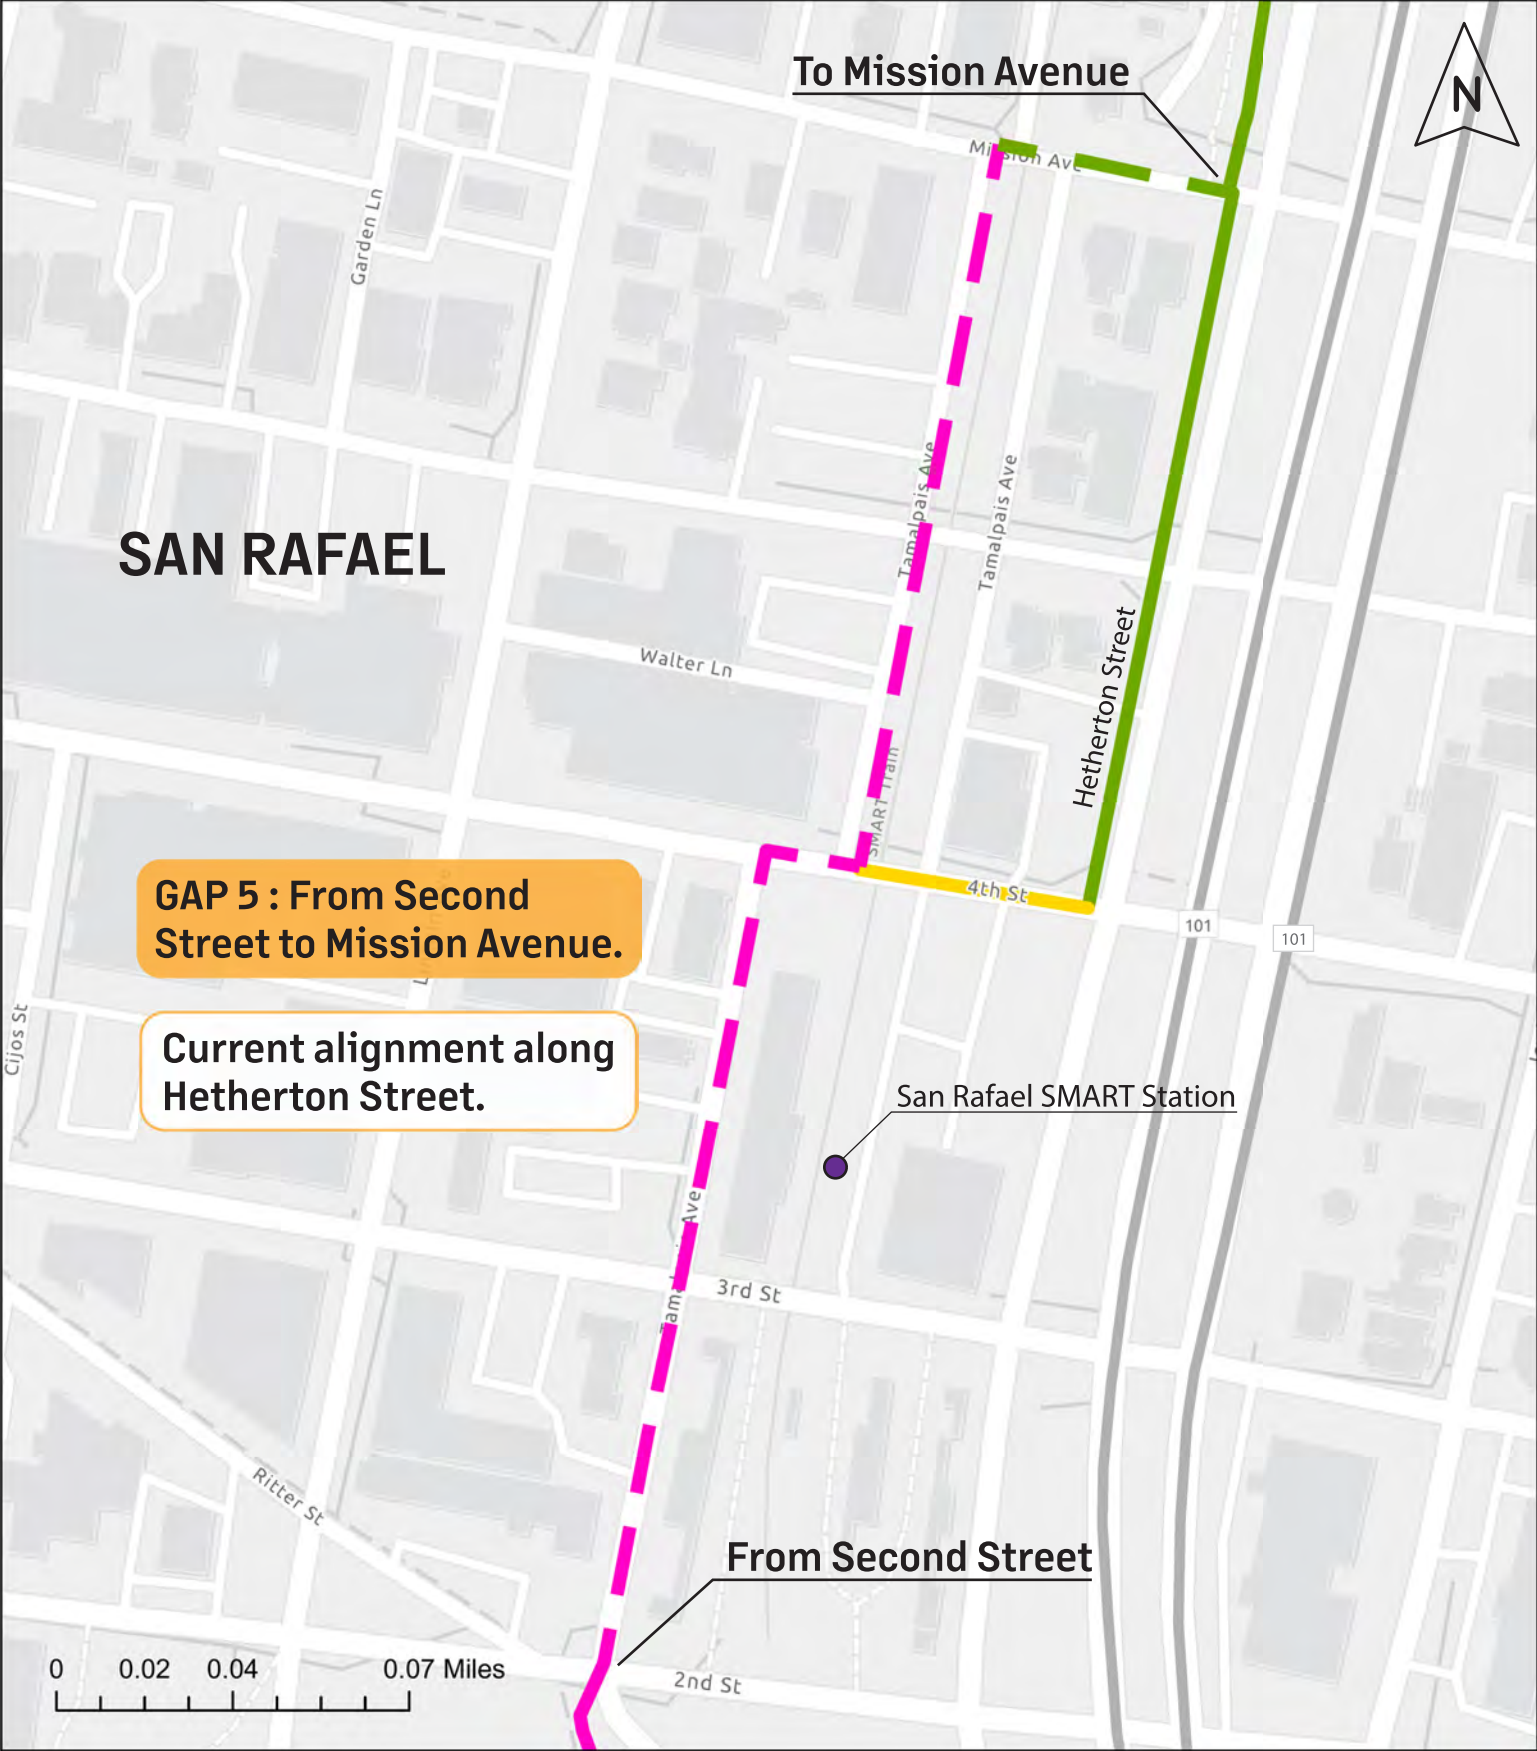 To Mission Avenue
N
Mission Ave
Garden Ln
Tamalpais Ave
Tamalpais Ave
SAN RAFAEL
Hetherton Street
Walter Ln
SMART Train
4th St
GAP 5 : From Second
Street to Mission Avenue.
101
101
Cijos St
Current alignment along
Hetherton Street.
San Rafael SMART Station
Ave
3rd St
Ritter St
From Second Street
0 0.02 0.04 0.07 Miles
2nd St